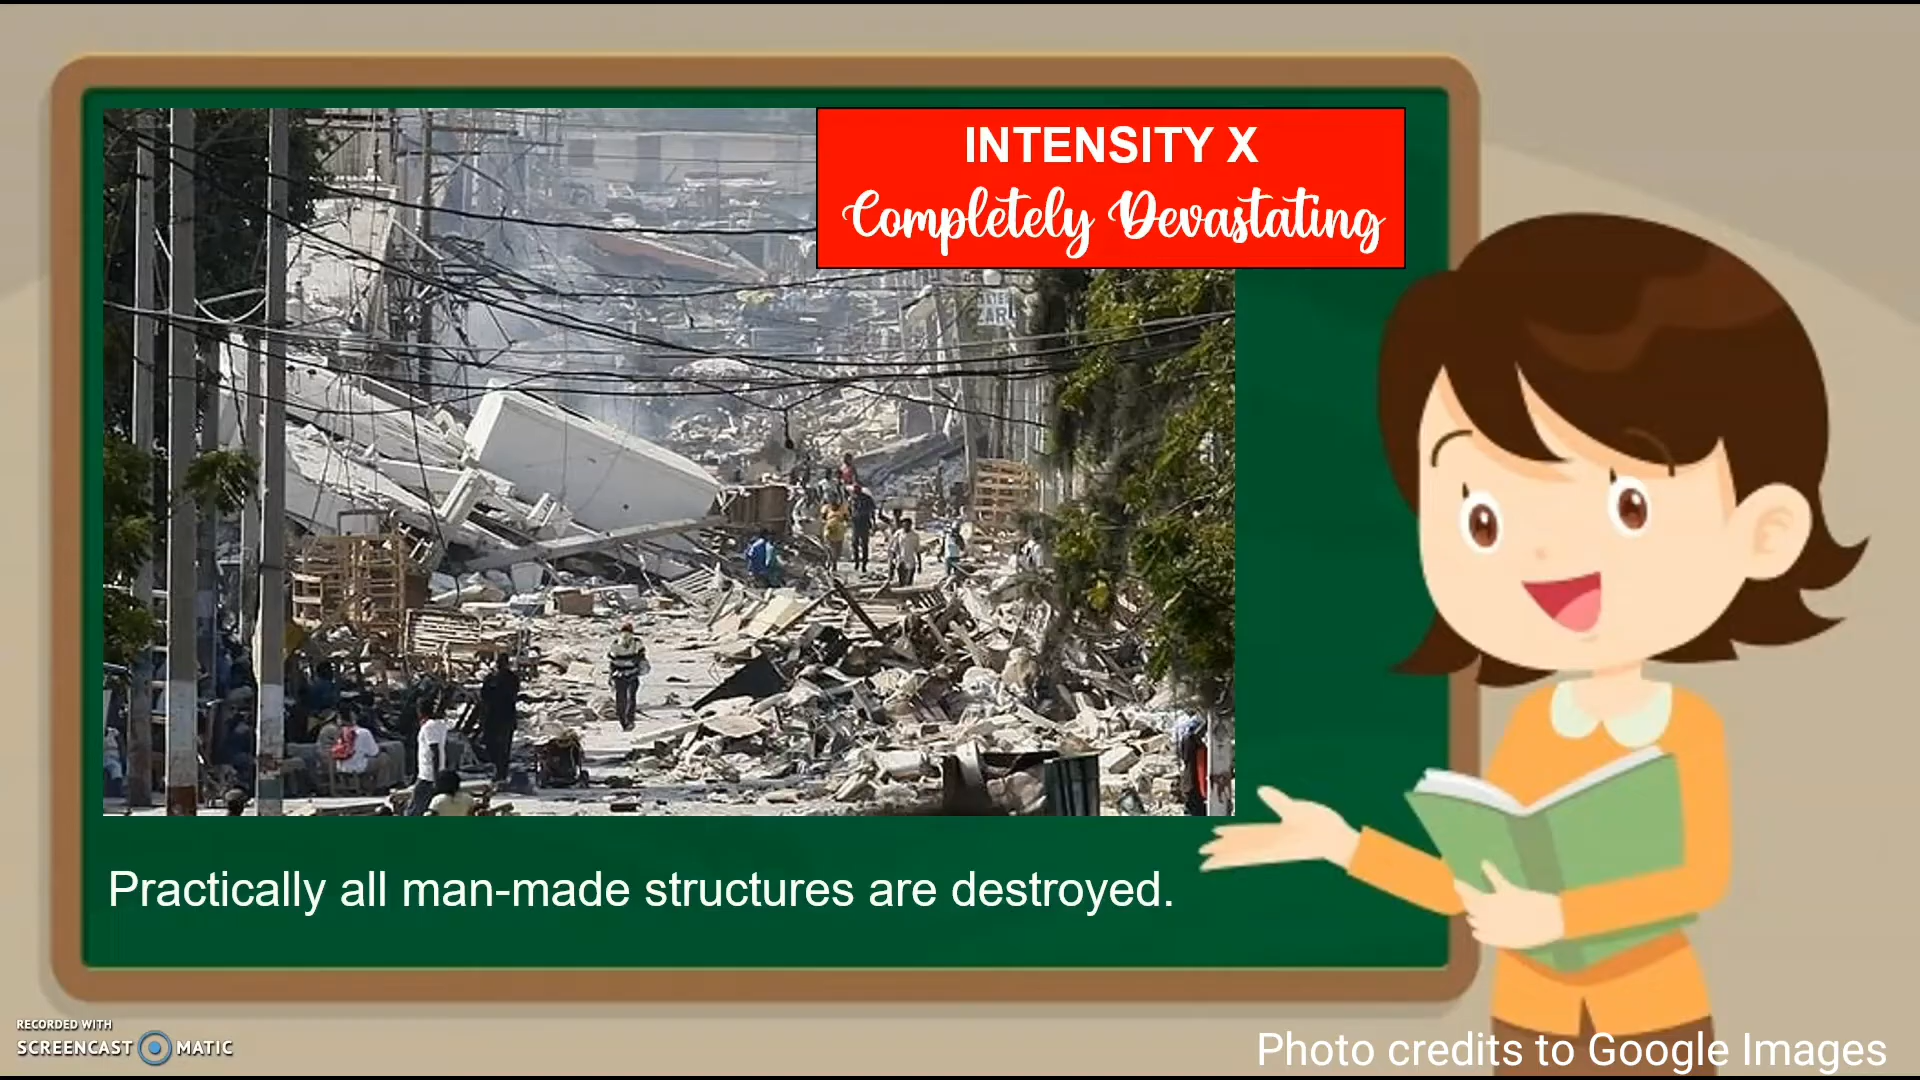 INTENSITY X
Completely Devastating
Practically all man-made structures are destroyed.
RECORDED WITH
SCREENCAST MATIC
Photo credits to Google Images